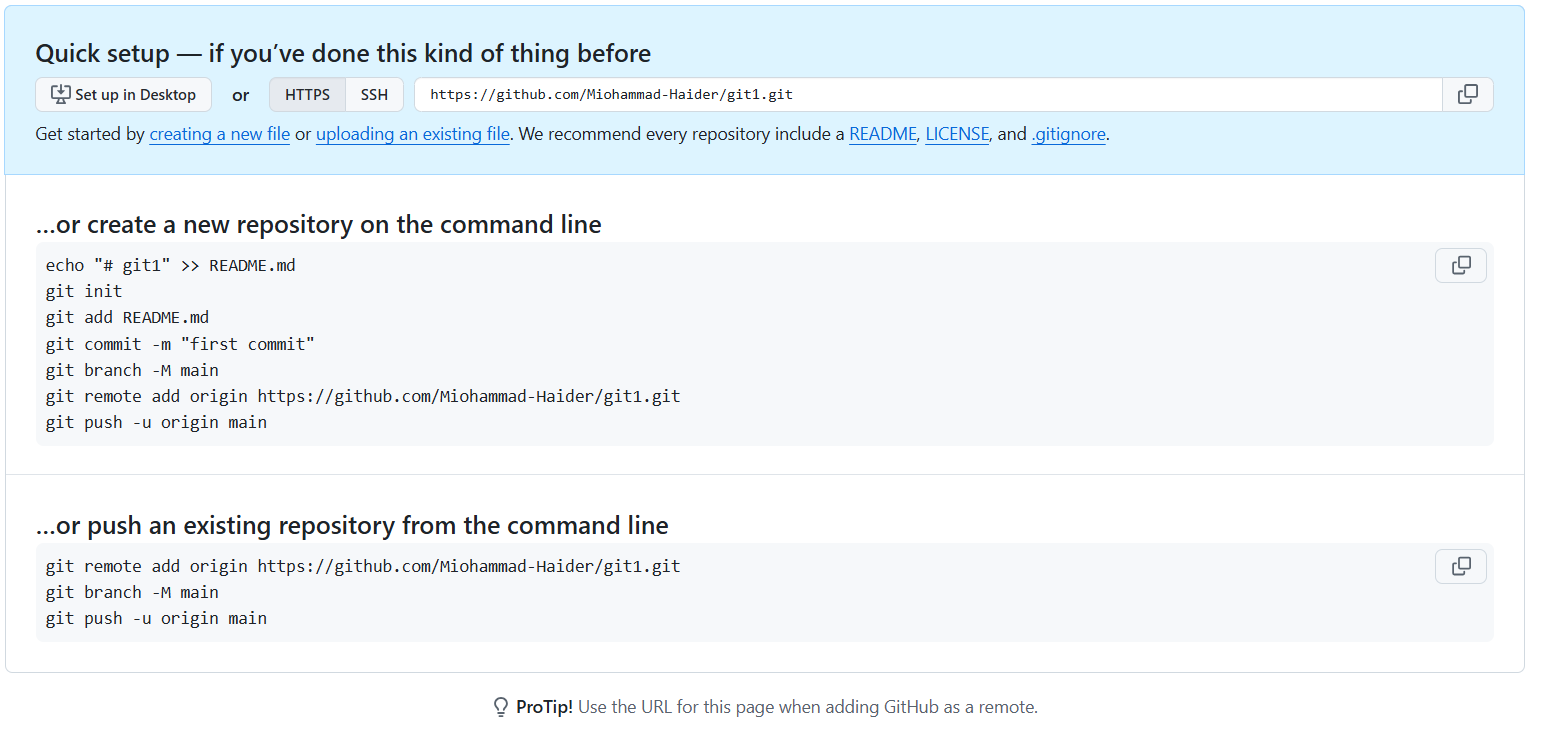 Quick setup — if you’ve done this kind of thing before
Set up in Desktop or HTTPS SSH https://github.com/Miohammad-Haider/git1.git
Get started by creating a new file or uploading an existing file. We recommend every repository include a README, LICENSE, and .gitignore.
…or create a new repository on the command line
echo "# git1" >> README.md
git init
git add README.md
git commit -m "first commit"
git branch -M main
git remote add origin https://github.com/Miohammad-Haider/git1.git
git push -u origin main
…or push an existing repository from the command line
git remote add origin https://github.com/Miohammad-Haider/git1.git
git branch -M main
git push -u origin main
ProTip! Use the URL for this page when adding GitHub as a remote.